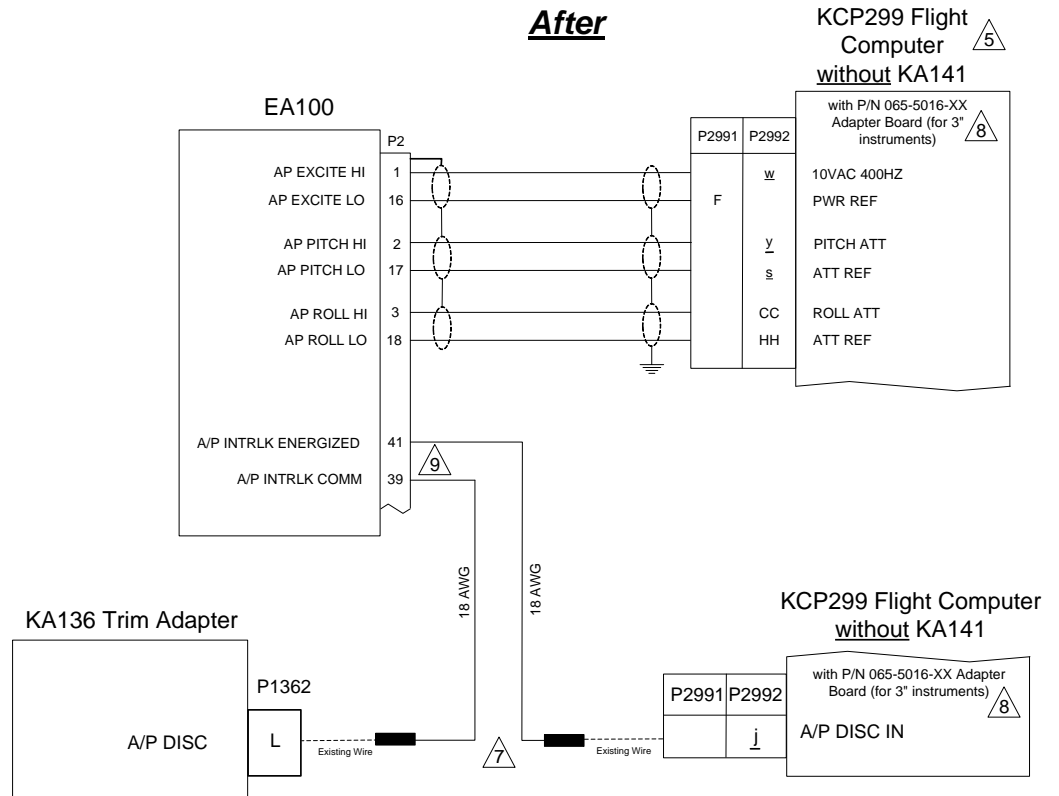 After
KCP299 Flight
Computer
5
without KA141
EA100
with P/N 065-5016-XX
Adapter Board (for 3"
instruments)
8
P2
P2991 P2992
AP EXCITE HI 1
w 10VAC 400HZ
AP EXCITE LO 16
F PWR REF
AP PITCH HI 2
y PITCH ATT
AP PITCH LO 17
s ATT REF
AP ROLL HI 3
CC ROLL ATT
AP ROLL LO 18
HH ATT REF
A/P INTRLK ENERGIZED 41
9
A/P INTRLK COMM 39
18 AWG
18 AWG
KA136 Trim Adapter
P1362
A/P DISC L
Existing Wire
7
Existing Wire
KCP299 Flight Computer
without KA141
with P/N 065-5016-XX Adapter
Board (for 3" instruments)
8
P2991 P2992
j A/P DISC IN